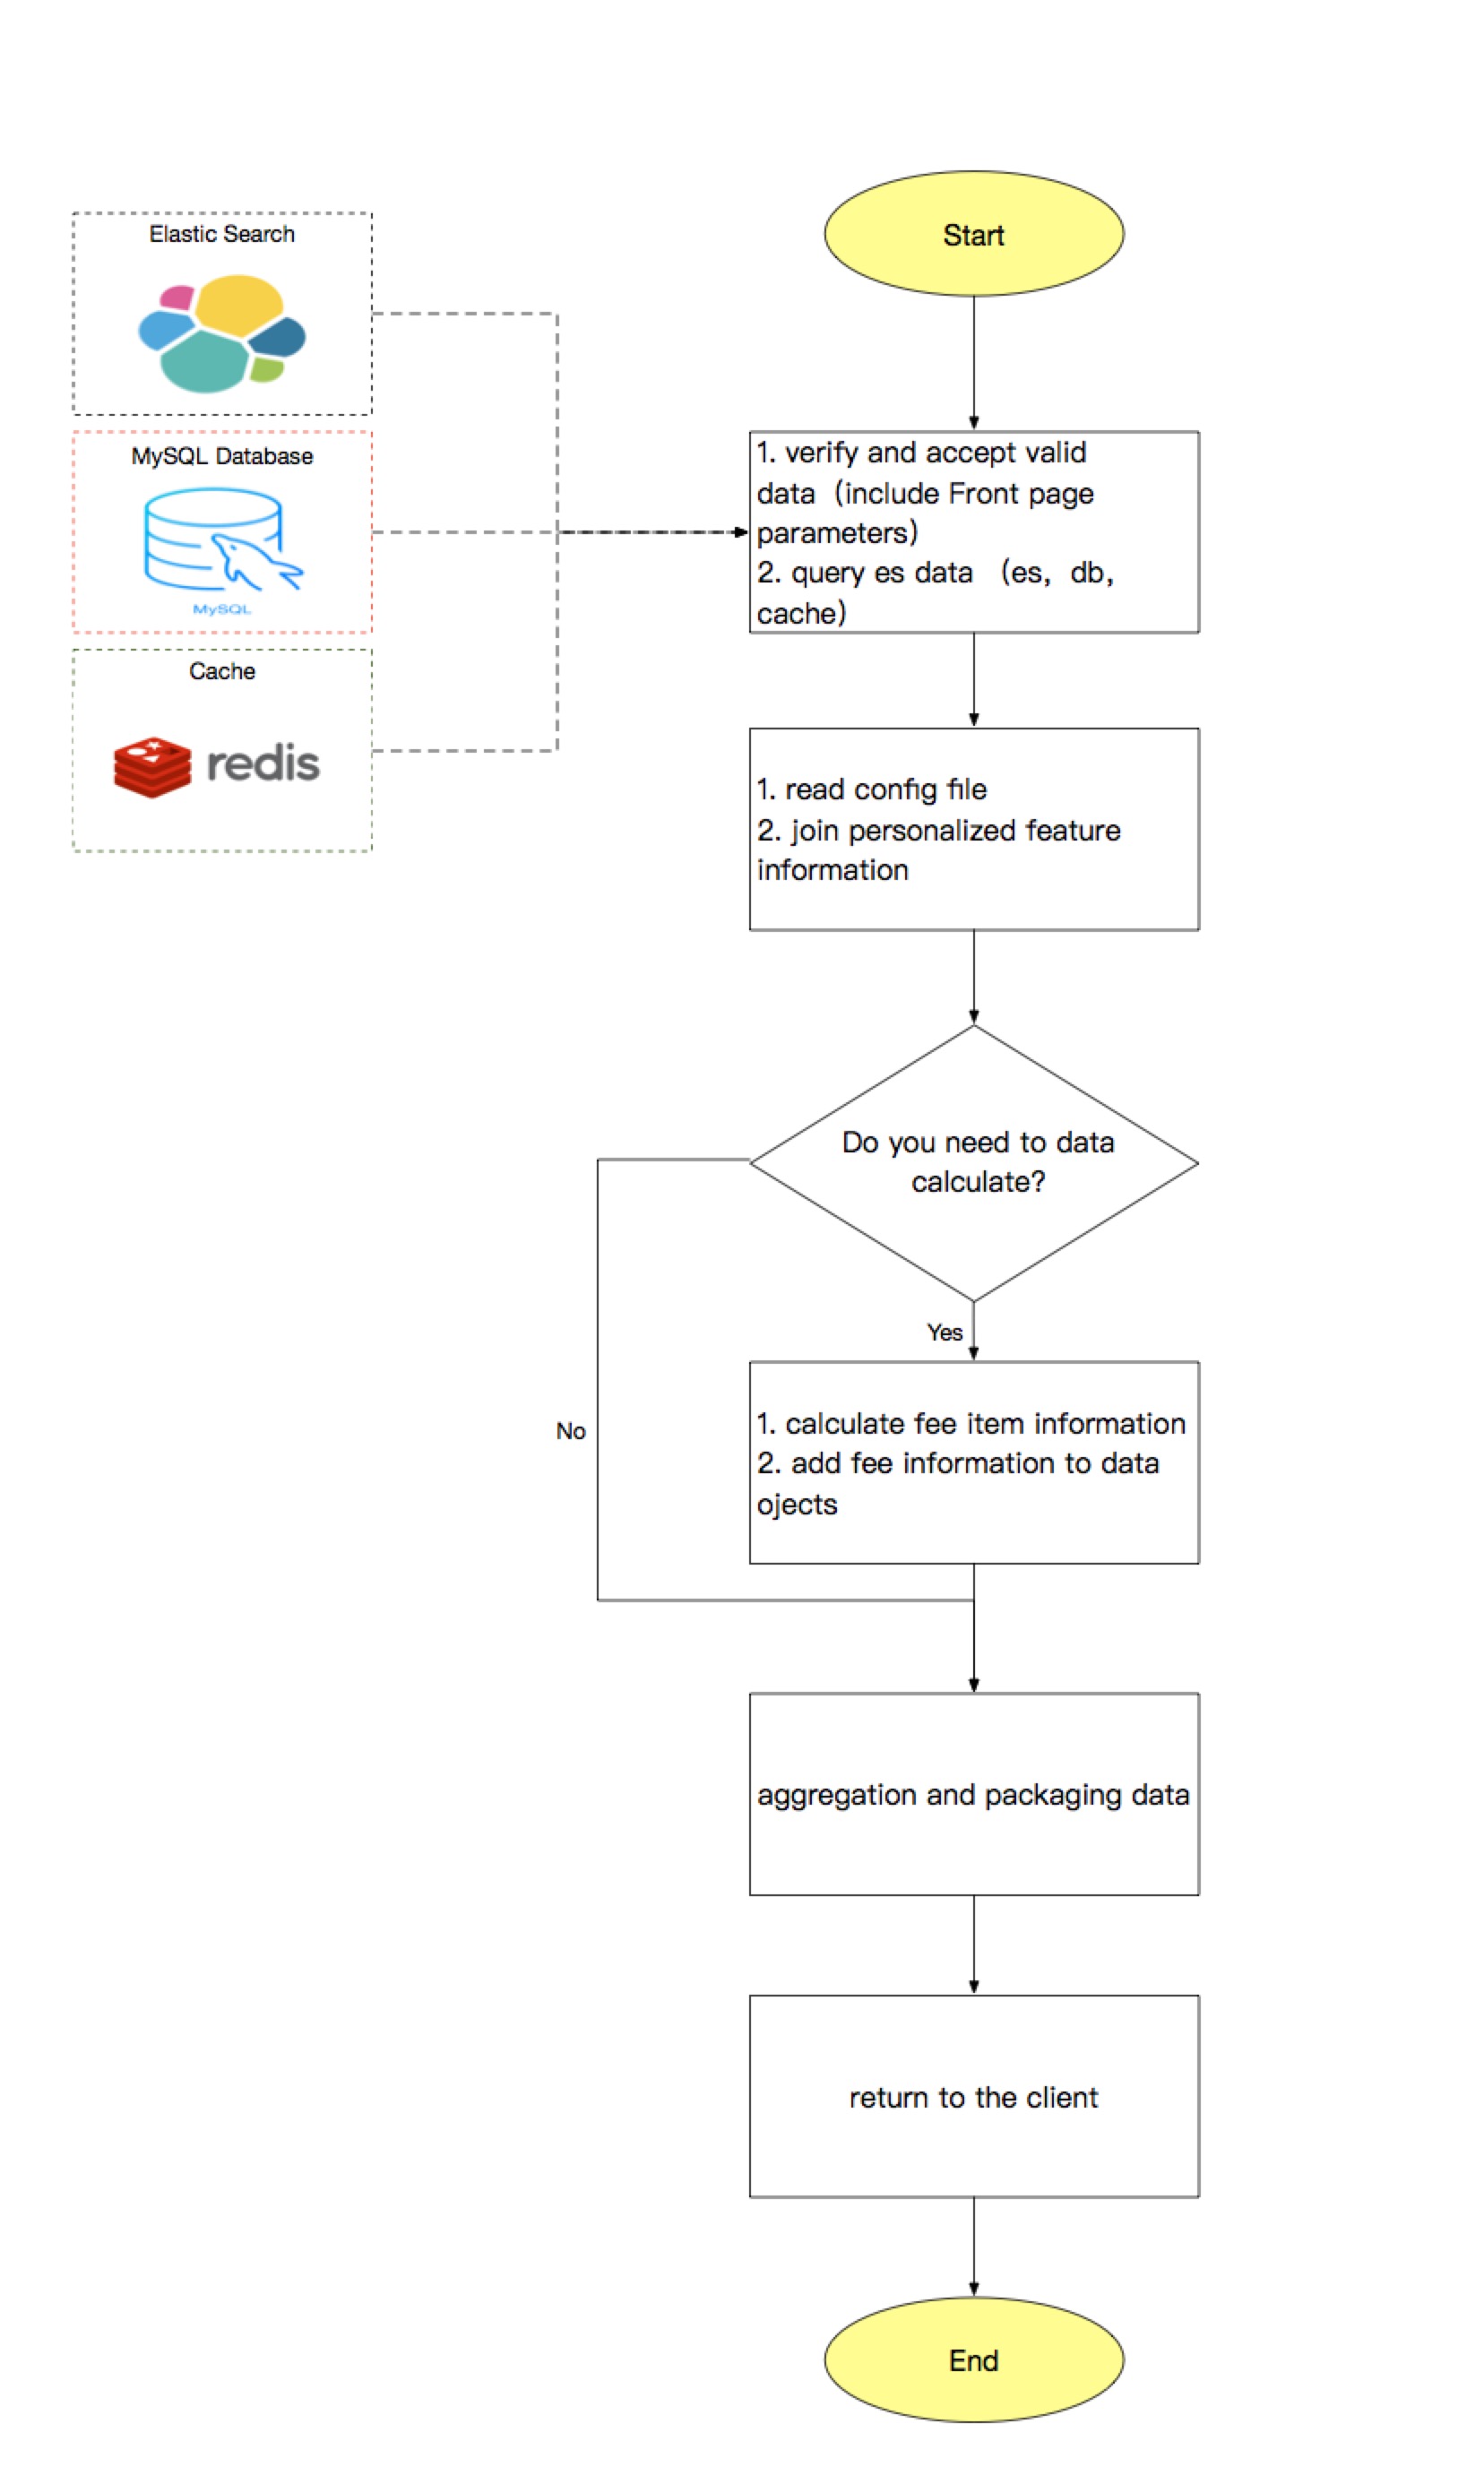 Start
Elastic Search
MySQL Database
MySQL
Cache
redis
1. verify and accept valid
data（include Front page
parameters）
2. query es data （es，db，
cache）
1. read config file
2. join personalized feature
information
Do you need to data
calculate?
Yes
No
1. calculate fee item information
2. add fee information to data
ojects
aggregation and packaging data
return to the client
End